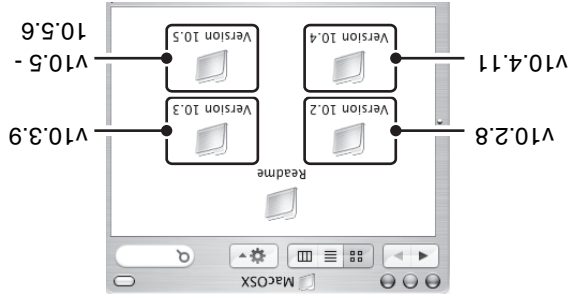 MacOSX
Readme
v10.2.8
Version 10.2
Version 10.3
v10.3.9
v10.4.11
Version 10.4
Version 10.5
v10.5 -
10.5.6